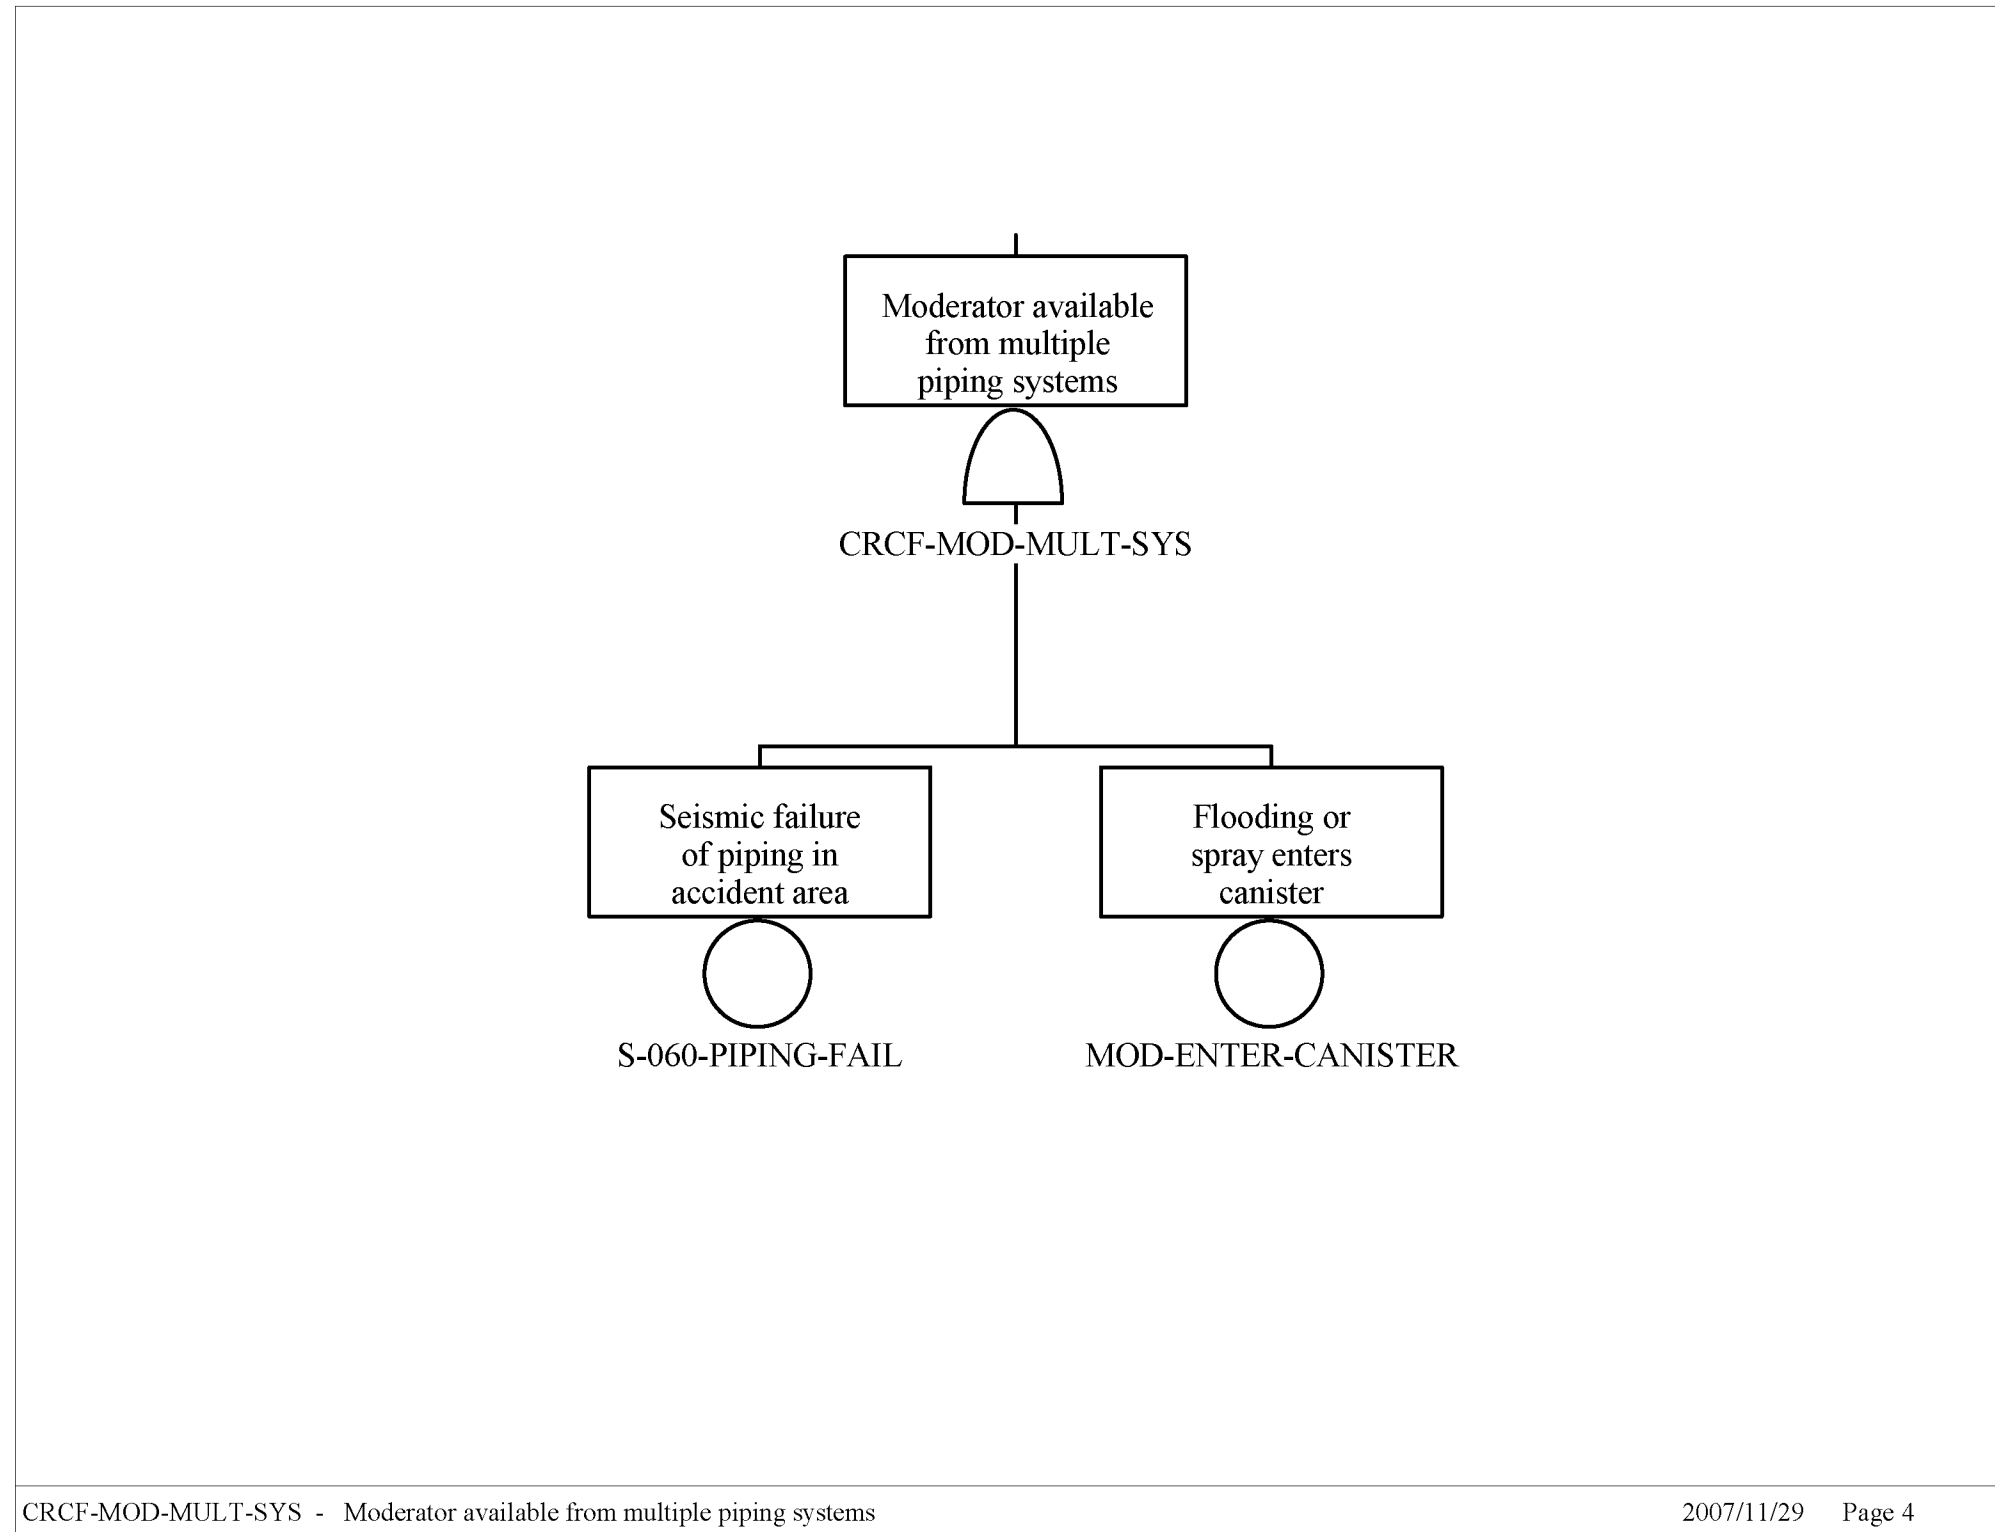 Moderator available
from multiple
piping systems
CRCF-MOD-MULT-SYS
Seismic failure
of piping in
accident area
S-060-PIPING-FAIL
Flooding or
spray enters
canister
MOD-ENTER-CANISTER
CRCF-MOD-MULT-SYS - Moderator available from multiple piping systems
2007/11/29 Page 4